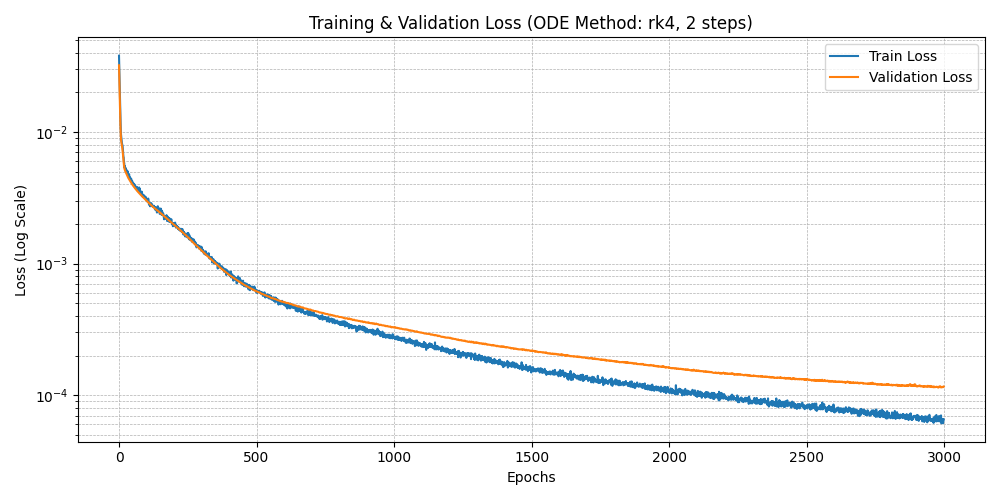 Training & Validation Loss (ODE Method: rk4, 2 steps)
Train Loss
Validation Loss
Loss (Log Scale)
10⁻²
10⁻³
10⁻⁴
0 500 1000 1500 2000 2500 3000
Epochs